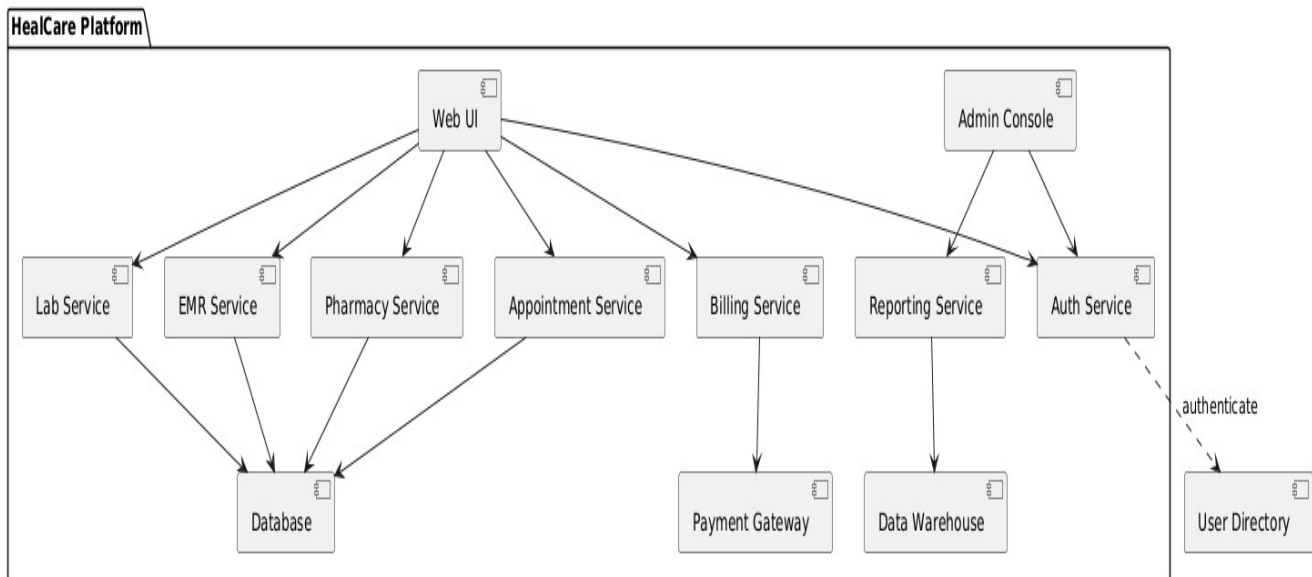 HealCare Platform
Web UI
Admin Console
Lab Service
EMR Service
Pharmacy Service
Appointment Service
Billing Service
Reporting Service
Auth Service
authenticate
Database
Payment Gateway
Data Warehouse
User Directory